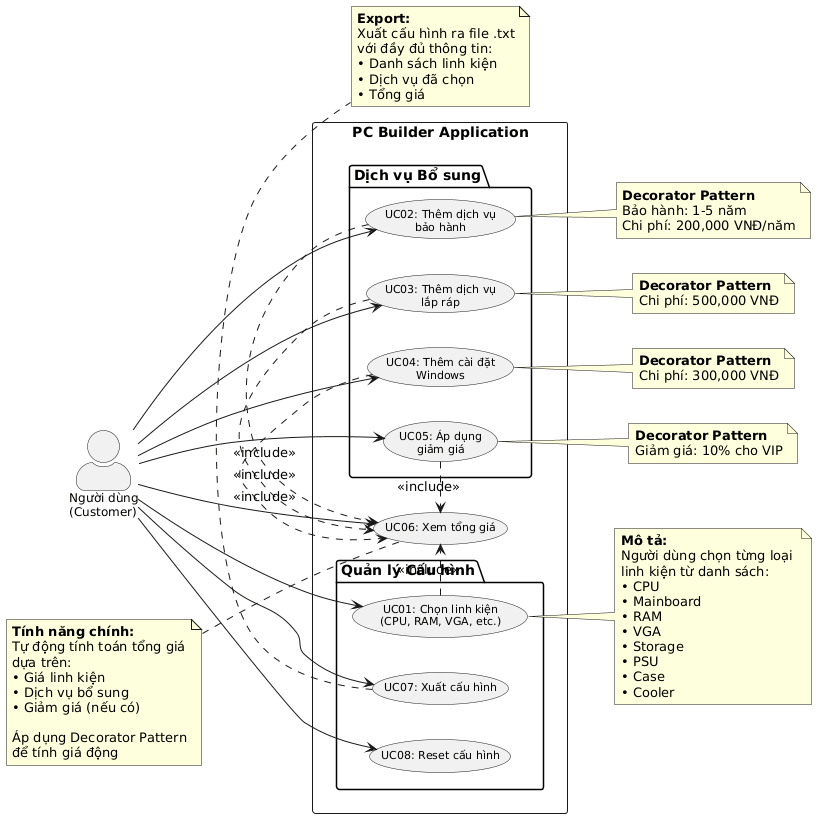 Export:
Xuất cấu hình ra file .txt
với đầy đủ thông tin:
• Danh sách linh kiện
• Dịch vụ đã chọn
• Tổng giá
PC Builder Application
Dịch vụ Bổ sung
UC02: Thêm dịch vụ
bảo hành
Decorator Pattern
Bảo hành: 1-5 năm
Chi phí: 200,000 VNĐ/năm
UC03: Thêm dịch vụ
lắp ráp
Decorator Pattern
Chi phí: 500,000 VNĐ
UC04: Thêm cài đặt
Windows
Decorator Pattern
Chi phí: 300,000 VNĐ
UC05: Áp dụng
giảm giá
Decorator Pattern
Giảm giá: 10% cho VIP
«include»
«include»
«include»
«include»
Người dùng
(Customer)
UC06: Xem tổng giá
Quản lý Cấu hình
«include»
UC01: Chọn linh kiện
(CPU, RAM, VGA, etc.)
Mô tả:
Người dùng chọn từng loại
linh kiện từ danh sách:
• CPU
• Mainboard
• RAM
• VGA
• Storage
• PSU
• Case
• Cooler
Tính năng chính:
Tự động tính toán tổng giá
dựa trên:
• Giá linh kiện
• Dịch vụ bổ sung
• Giảm giá (nếu có)
Áp dụng Decorator Pattern
để tính giá động
UC07: Xuất cấu hình
UC08: Reset cấu hình